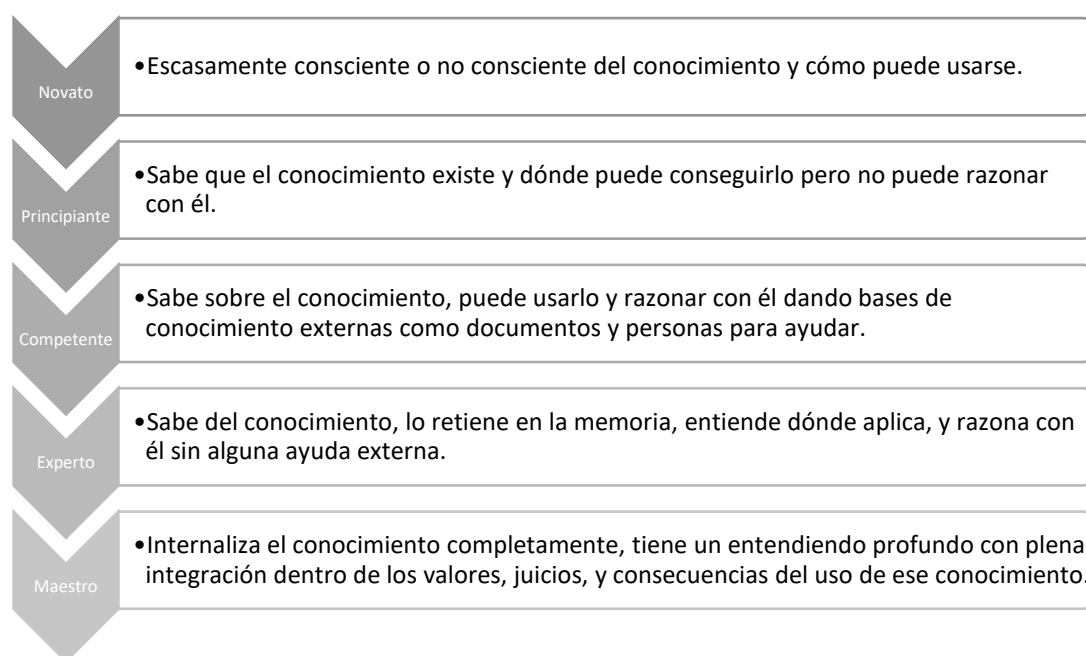 Novato
•Escasamente consciente o no consciente del conocimiento y cómo puede usarse.
Principiante
•Sabe que el conocimiento existe y dónde puede conseguirlo pero no puede razonar
con él.
Competente
•Sabe sobre el conocimiento, puede usarlo y razonar con él dando bases de
conocimiento externas como documentos y personas para ayudar.
Experto
•Sabe del conocimiento, lo retiene en la memoria, entiende dónde aplica, y razona con
él sin alguna ayuda externa.
Maestro
•Internaliza el conocimiento completamente, tiene un entendiendo profundo con plena
integración dentro de los valores, juicios, y consecuencias del uso de ese conocimiento.